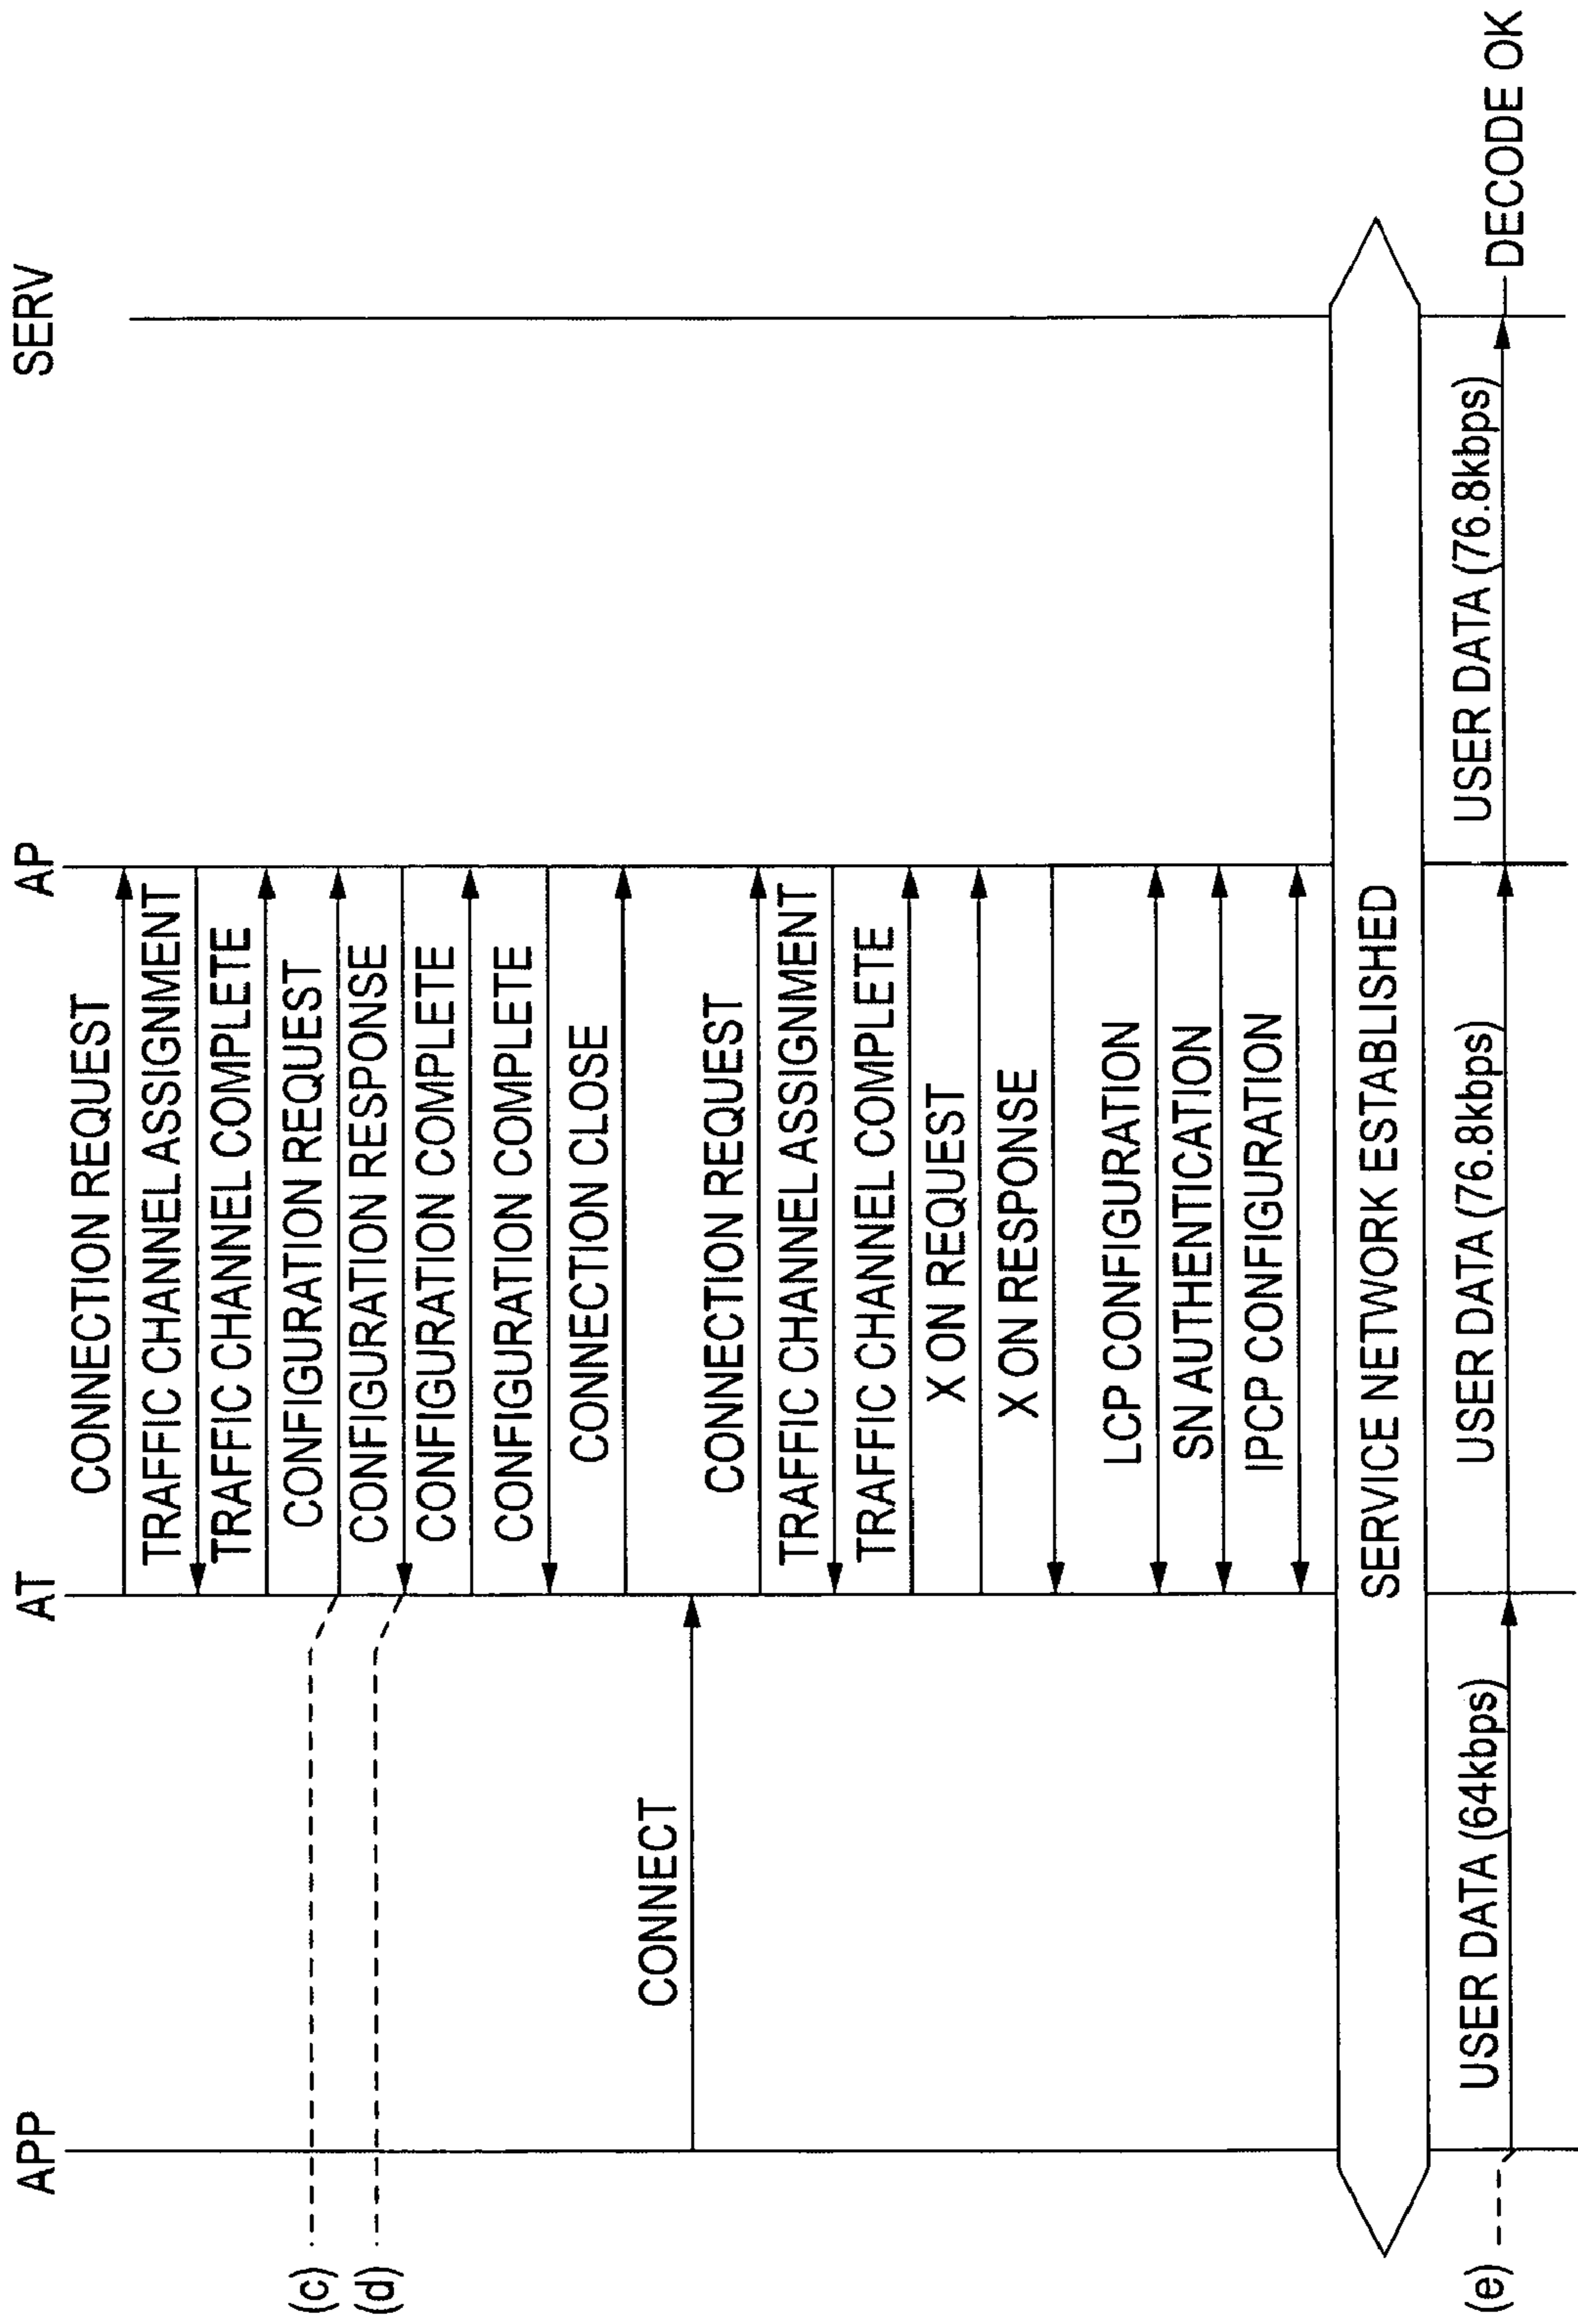 APP
AT
AP
SERV
CONNECTION REQUEST
TRAFFIC CHANNEL ASSIGNMENT
TRAFFIC CHANNEL COMPLETE
(c)
CONFIGURATION REQUEST
(d)
CONFIGURATION RESPONSE
CONFIGURATION COMPLETE
CONFIGURATION COMPLETE
CONNECTION CLOSE
CONNECT
CONNECTION REQUEST
TRAFFIC CHANNEL ASSIGNMENT
TRAFFIC CHANNEL COMPLETE
X ON REQUEST
X ON RESPONSE
LCP CONFIGURATION
SN AUTHENTICATION
IPCP CONFIGURATION
SERVICE NETWORK ESTABLISHED
(e)
USER DATA (64kbps)
USER DATA (76.8kbps)
USER DATA (76.8kbps)
DECODE OK